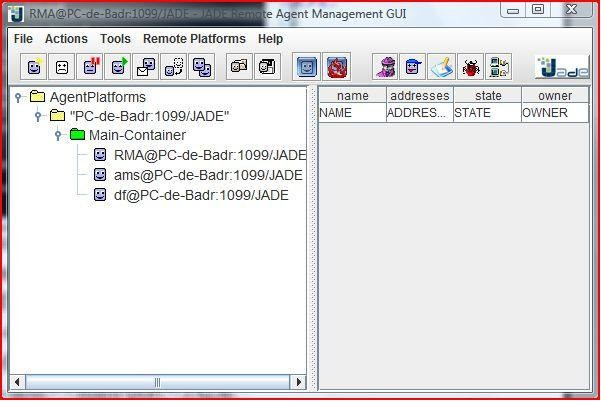 RMA@PC-de-Badr:1099/JADE - JADE Remote Agent Management GUI
File Actions Tools Remote Platforms Help
Jade
AgentPlatforms
"PC-de-Badr:1099/JADE"
Main-Container
RMA@PC-de-Badr:1099/JADE
ams@PC-de-Badr:1099/JADE
df@PC-de-Badr:1099/JADE
name addresses state owner
NAME ADDRES... STATE OWNER